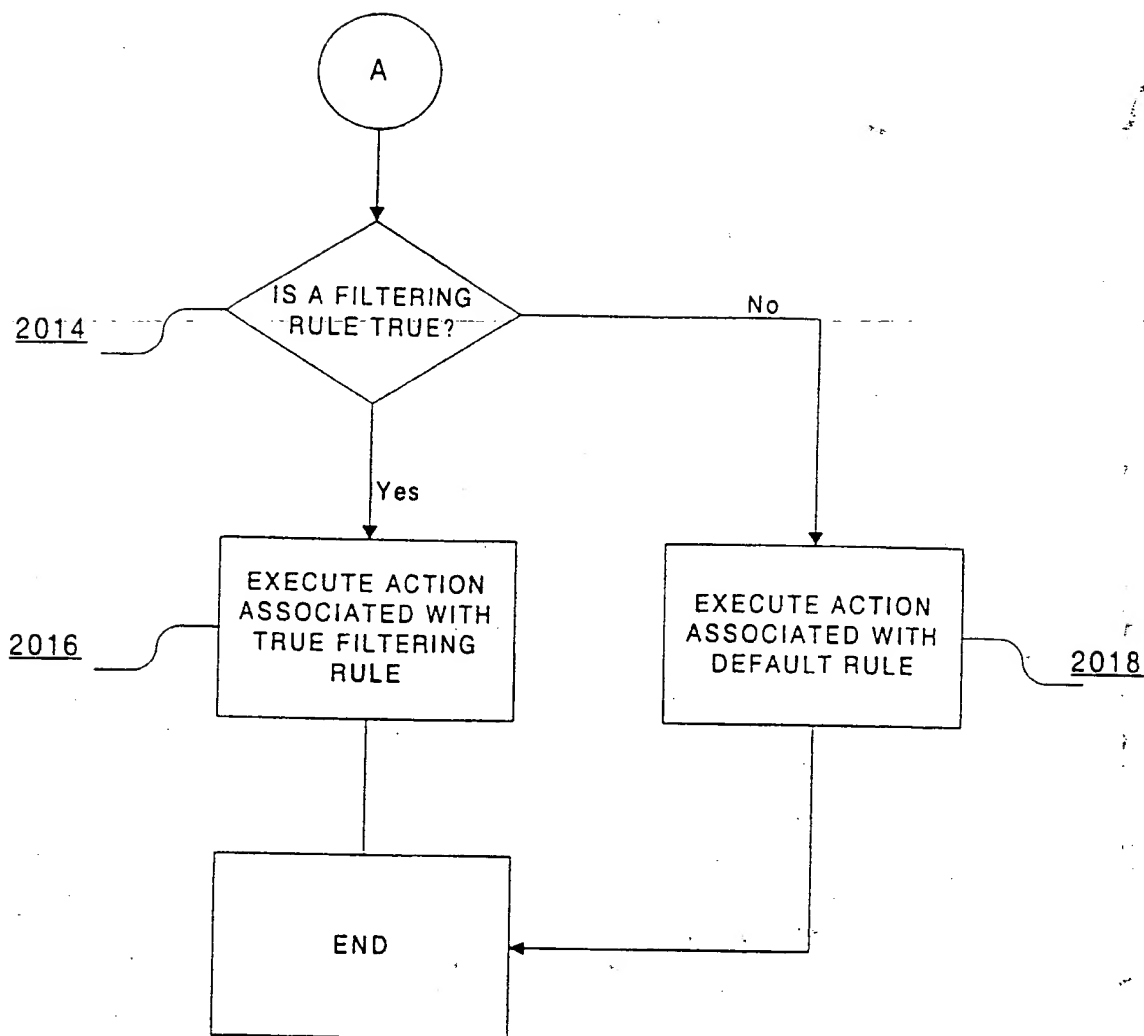 A
IS A FILTERING
RULE TRUE?
No
2014
Yes
EXECUTE ACTION
ASSOCIATED WITH
TRUE FILTERING
RULE
2016
EXECUTE ACTION
ASSOCIATED WITH
DEFAULT RULE
2018
END